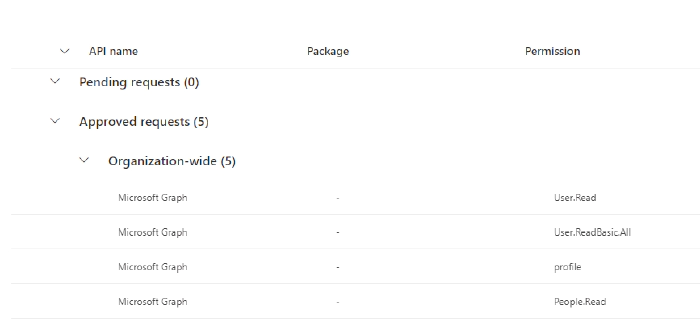 API name Package Permission
Pending requests (0)
Approved requests (5)
Organization-wide (5)
Microsoft Graph - User.Read
Microsoft Graph - User.ReadBasic.All
Microsoft Graph - profile
Microsoft Graph - People.Read